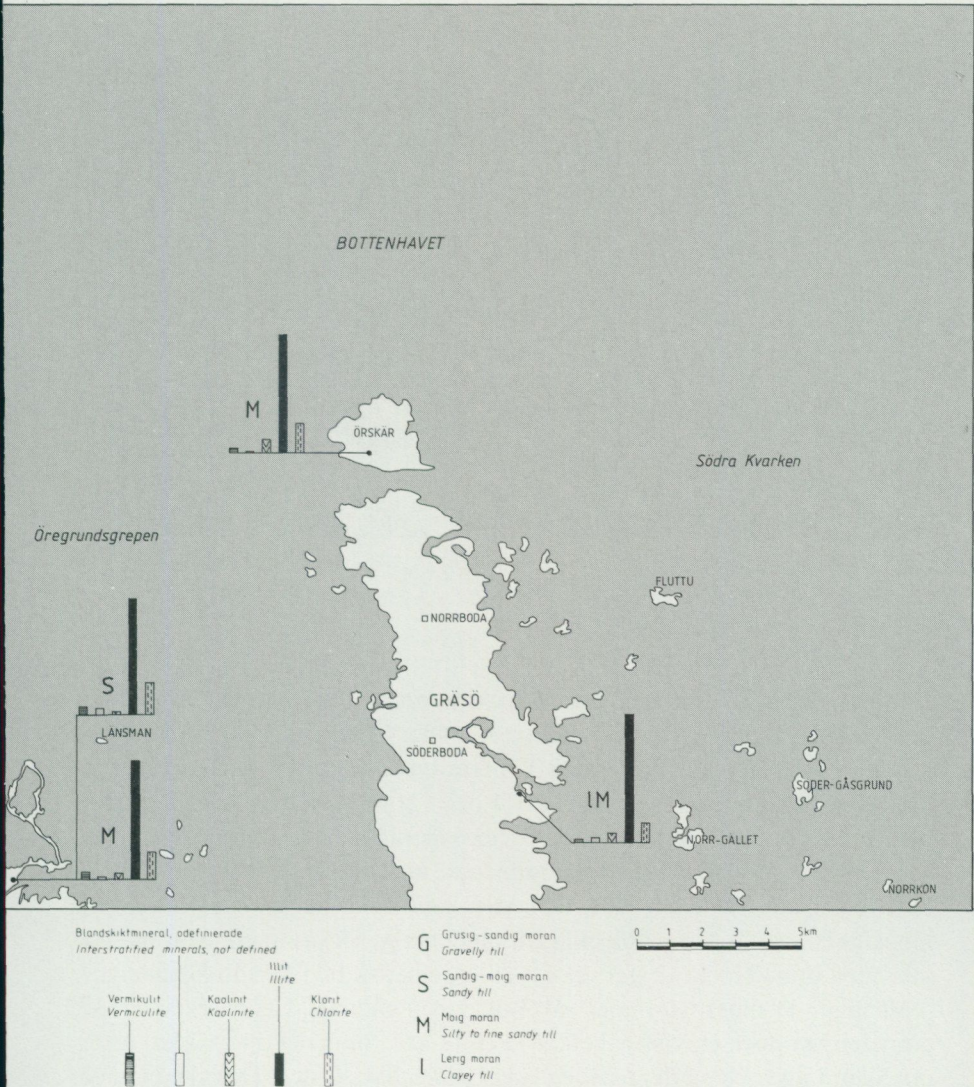 BOTTENHAVET
M
ÖRSKÄR
Södra Kvarken
Öregrundsgrepen
FLUTTU
NORRBODA
S
GRÄSÖ
LÄNSMAN
SÖDERBODA
SÖDER-GÅSGRUND
lM
M
NORR-GÄLLET
NORRKON
Blandskiktmineral, odefinierade
Interstratified minerals, not defined
Illit
Illite
Vermikulit
Vermiculite
Kaolinit
Kaolinite
Klorit
Chlorite
G Grusig-sandig morän
Gravelly till
S Sandig-moig morän
Sandy till
M Moig morän
Silty to fine sandy till
l Lerig morän
Clayey till
0 1 2 3 4 5km